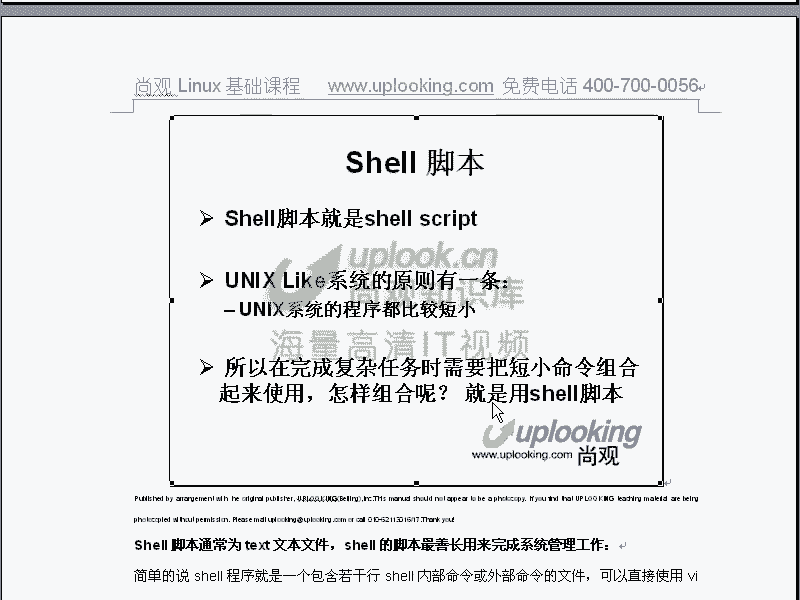 尚观 Linux 基础课程 www.uplooking.com 免费电话 400-700-0056
Shell 脚本
Shell脚本就是shell script
uplook.cn
UNIX Like系统的原则有一条:
尚观知识库
–UNIX系统的程序都比较短小
海量高清IT视频
所以在完成复杂任务时需要把短小命令组合
起来使用，怎样组合呢？ 就是用shell脚本
uplooking
www.uplooking.com 尚观
Published by arrangement with the original publisher, UPLOOKING(Beijing),Inc.This manual should not appear to be a photocopy. If you find that UPLOOKING teaching material are being
photocopied without permission. Please mail uplooking@uplooking.com or call
Thank you!
Shell 脚本通常为 text 文本文件，shell 的脚本最善长用来完成系统管理工作：
简单的说 shell 程序就是一个包含若干行 shell 内部命令或外部命令的文件，可以直接使用 vi